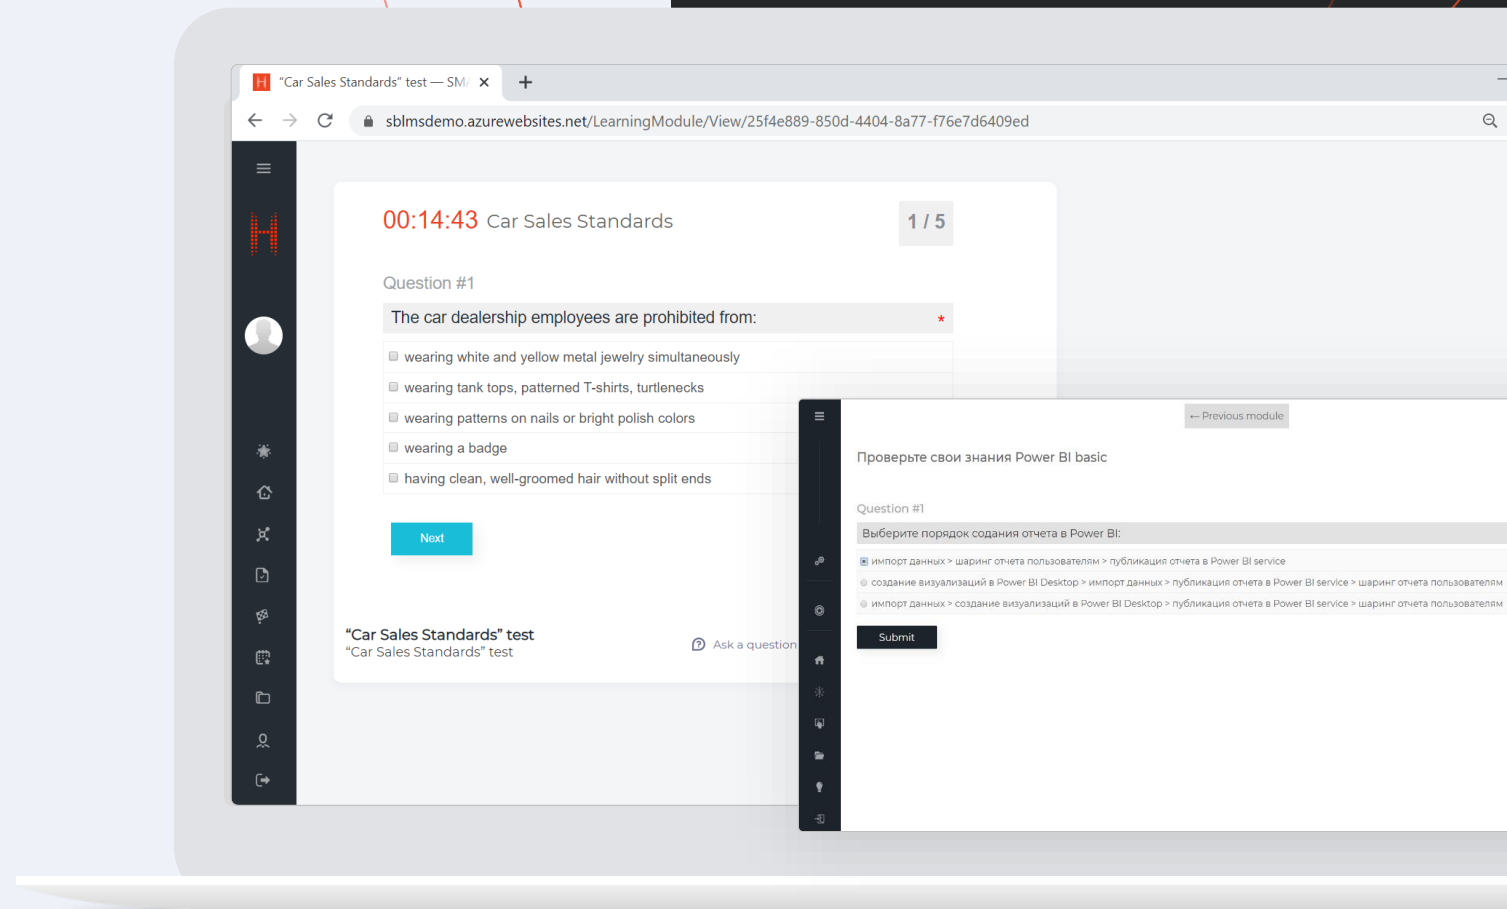 "Car Sales Standards" test — SM
sblmsdemo.azurewebsites.net/LearningModule/View/25f4e889-850d-4404-8a77-f76e7d6409ed
00:14:43 Car Sales Standards
1 / 5
Question #1
The car dealership employees are prohibited from: *
wearing white and yellow metal jewelry simultaneously
wearing tank tops, patterned T-shirts, turtlenecks
wearing patterns on nails or bright polish colors
wearing a badge
having clean, well-groomed hair without split ends
Next
“Car Sales Standards” test
“Car Sales Standards” test
Ask a question
← Previous module
Проверьте свои знания Power BI basic
Question #1
Выберите порядок содания отчета в Power BI:
импорт данных > шаринг отчета пользователям > публикация отчета в Power BI service
создание визуализаций в Power BI Desktop > импорт данных > публикация отчета в Power BI service > шаринг отчета пользователям
импорт данных > создание визуализаций в Power BI Desktop > публикация отчета в Power BI service > шаринг отчета пользователям
Submit